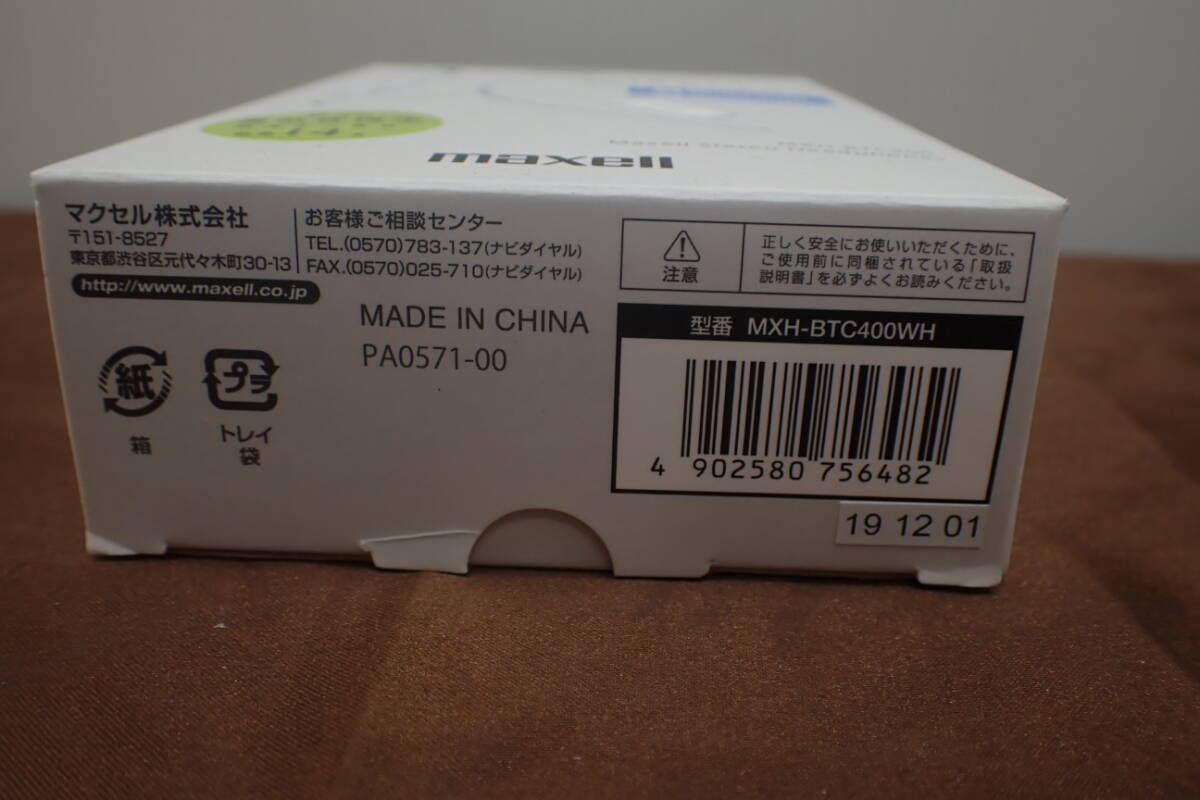 maxell
マクセル株式会社
〒151-8527
東京都渋谷区元代々木町30-13
http://www.maxell.co.jp
お客様ご相談センター
TEL.(0570)783-137(ナビダイヤル)
FAX.(0570)025-710(ナビダイヤル)
MADE IN CHINA
PA0571-00
紙
箱
プラ
トレイ
袋
注意
正しく安全にお使いいただくために、
ご使用前に同梱されている「取扱
説明書」を必ずよくお読みください。
型番 MXH-BTC400WH
4 902580 756482
19 12 01